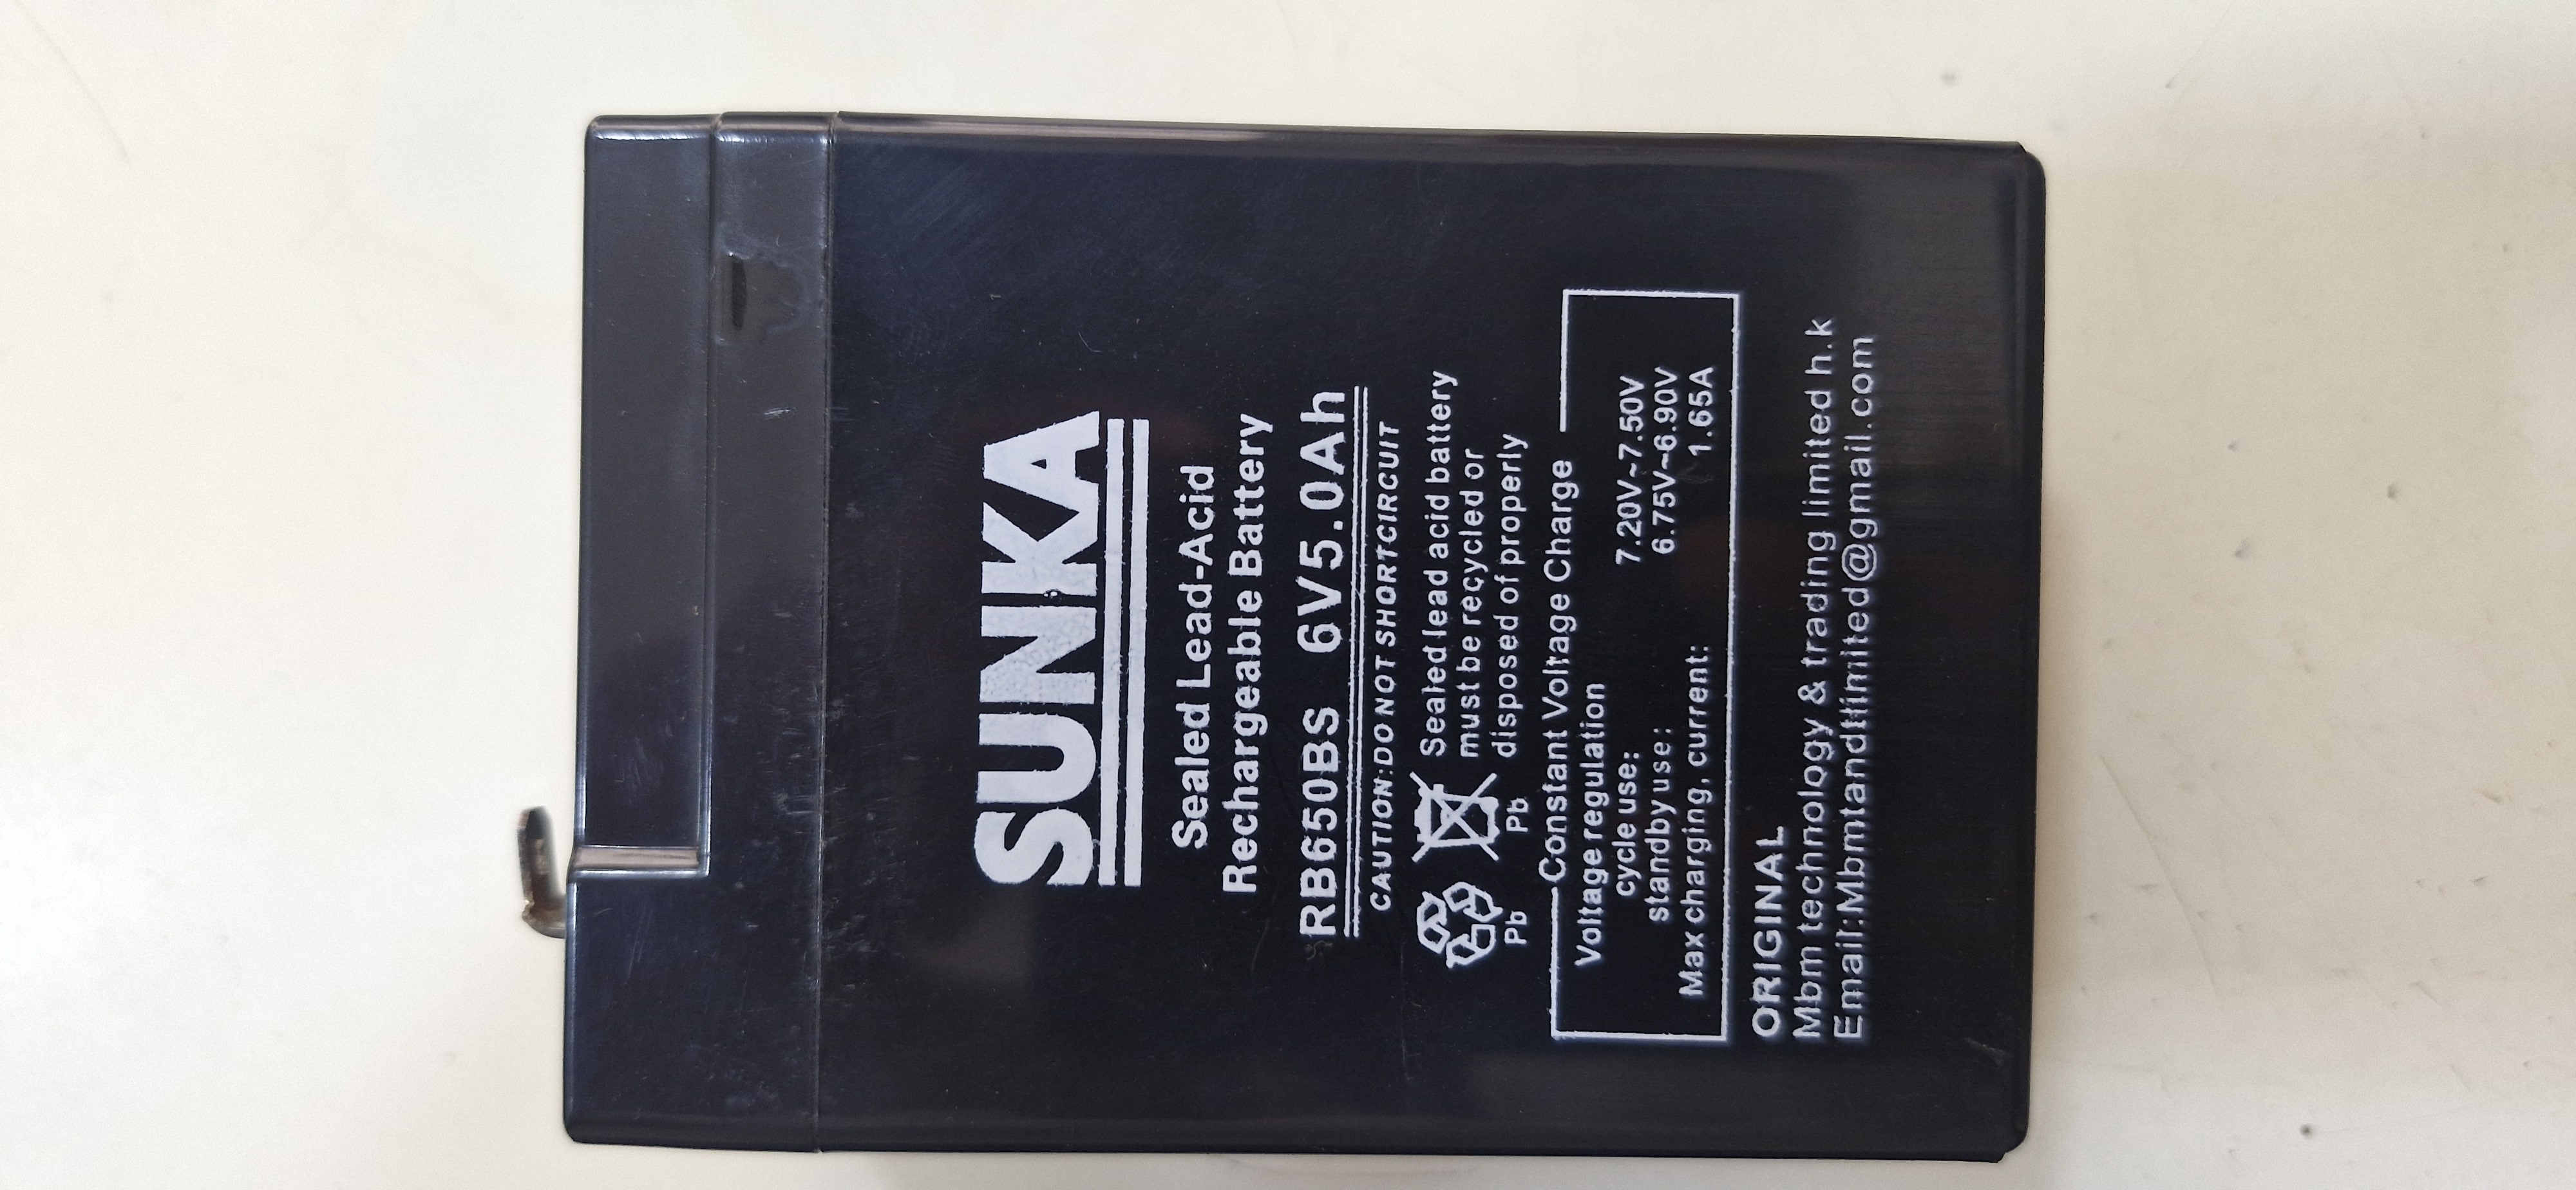 SUNKA
Sealed Lead-Acid
Rechargeable Battery
RB650BS 6V5.0Ah
CAUTION:DO NOT SHORTCIRCUIT
Pb
Pb
Sealed lead acid battery
must be recycled or
disposed of properly
Constant Voltage Charge
Voltage regulation
cycle use: 7.20V~7.50V
standby use: 6.75V~6.90V
Max charging, current: 1.65A
ORIGINAL
Mbm technology & trading limited h.k
Email:Mbmtandtlimited@gmail.com